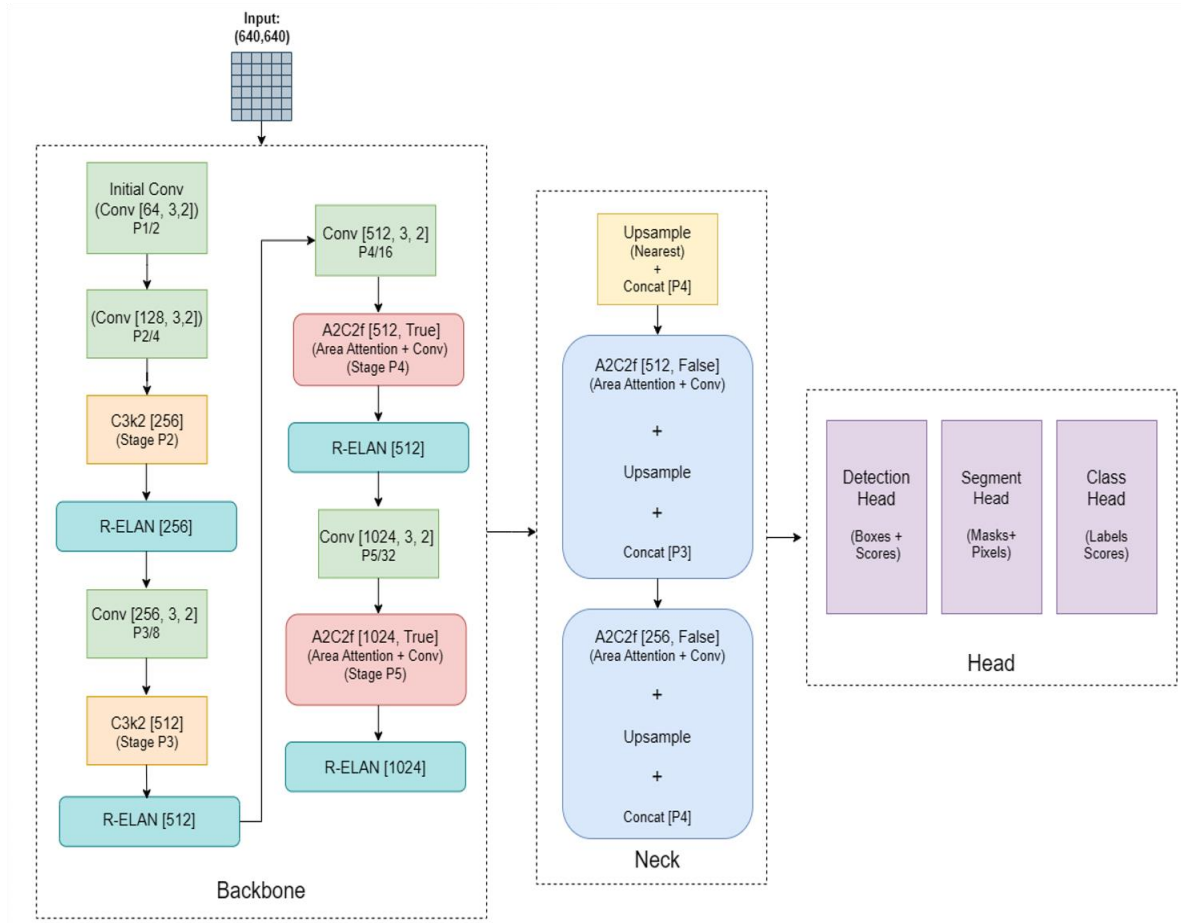 Input:
(640,640)
Initial Conv
(Conv [64, 3,2])
P1/2
(Conv [128, 3,2])
P2/4
C3k2 [256]
(Stage P2)
R-ELAN [256]
Conv [256, 3, 2]
P3/8
C3k2 [512]
(Stage P3)
R-ELAN [512]
Conv [512, 3, 2]
P4/16
A2C2f [512, True]
(Area Attention + Conv)
(Stage P4)
R-ELAN [512]
Conv [1024, 3, 2]
P5/32
A2C2f [1024, True]
(Area Attention + Conv)
(Stage P5)
R-ELAN [1024]
Backbone
Upsample
(Nearest)
+
Concat [P4]
A2C2f [512, False]
(Area Attention + Conv)
+
Upsample
+
Concat [P3]
A2C2f [256, False]
(Area Attention + Conv)
+
Upsample
+
Concat [P4]
Neck
Detection
Head
(Boxes +
Scores)
Segment
Head
(Masks+
Pixels)
Class
Head
(Labels
Scores)
Head